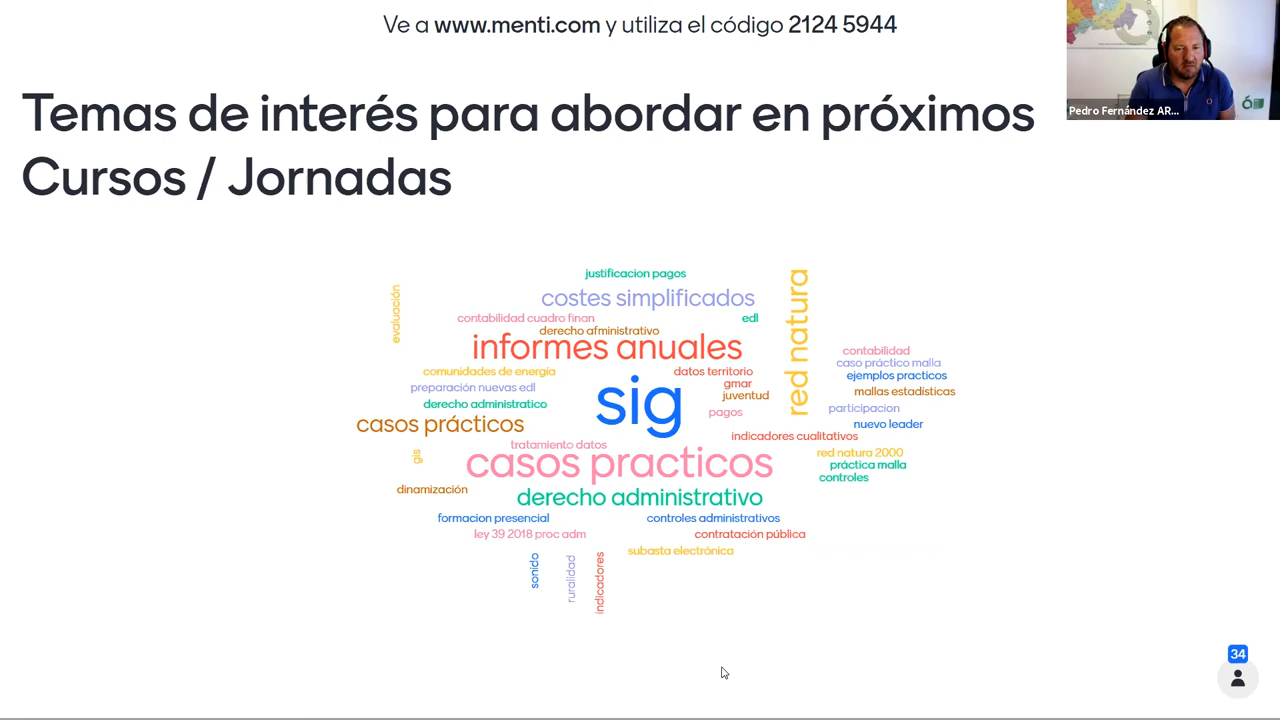 Ve a www.menti.com y utiliza el código 2124 5944
Pedro Fernández AR...
Temas de interés para abordar en próximos
Cursos / Jornadas
justificacion pagos
costes simplificados
red natura
evaluación
contabilidad cuadro finan
edl
derecho afministrativo
informes anuales
contabilidad
caso práctico malla
comunidades de energía
datos territorio
ejemplos practicos
sig
gmar
preparación nuevas edl
juventud
mallas estadísticas
derecho administratico
pagos
participacion
casos prácticos
nuevo leader
indicadores cualitativos
tratamiento datos
gis
red natura 2000
casos practicos
práctica malla
controles
dinamización
derecho administrativo
formacion presencial
controles administrativos
ley 39 2018 proc adm
contratación pública
subasta electrónica
sonido
ruralidad
indicadores
34